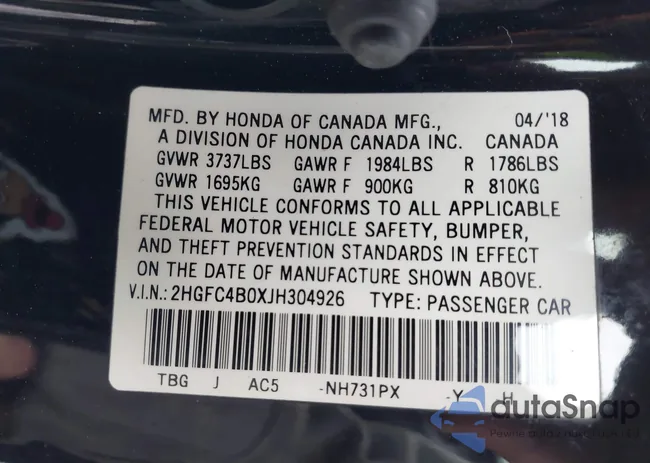 MFD. BY HONDA OF CANADA MFG., 04/'18
A DIVISION OF HONDA CANADA INC. CANADA
GVWR 3737LBS GAWR F 1984LBS R 1786LBS
GVWR 1695KG GAWR F 900KG R 810KG
THIS VEHICLE CONFORMS TO ALL APPLICABLE
FEDERAL MOTOR VEHICLE SAFETY, BUMPER,
AND THEFT PREVENTION STANDARDS IN EFFECT
ON THE DATE OF MANUFACTURE SHOWN ABOVE.
V.I.N.: 2HGFC4B0XJH304926 TYPE: PASSENGER CAR
TBG J AC5 -NH731PX -Y H
autaSnap